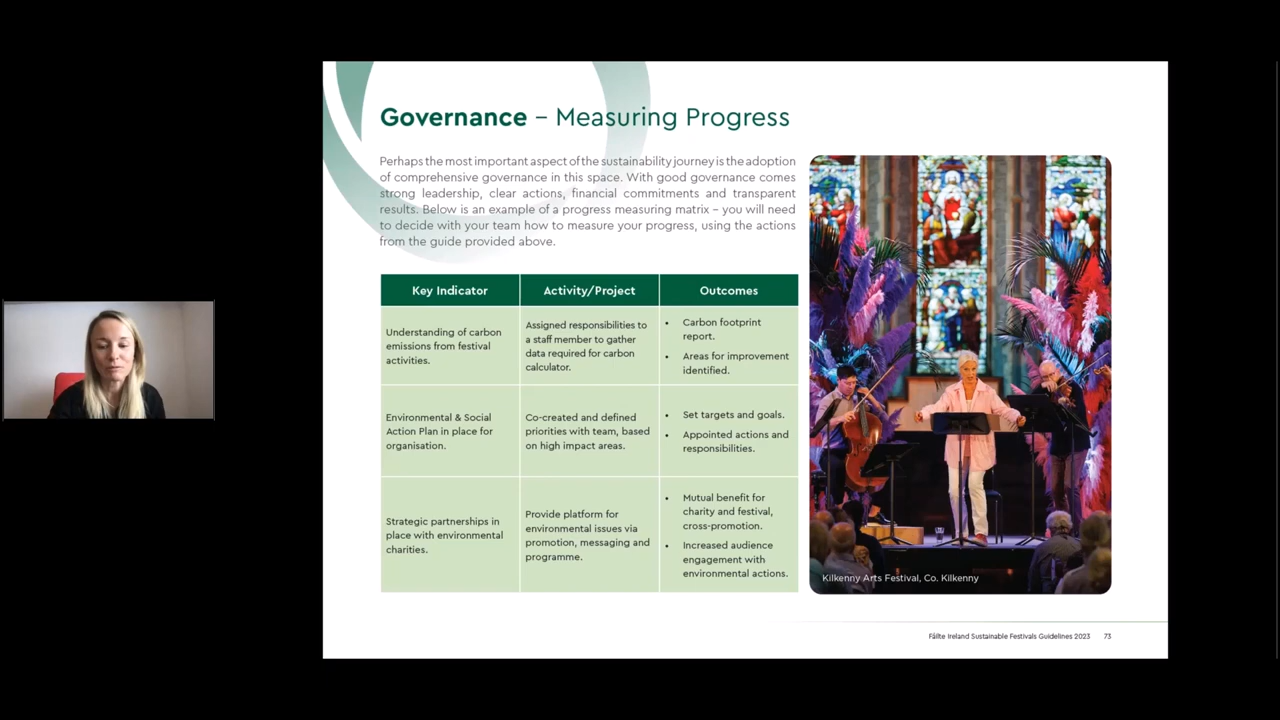 Governance – Measuring Progress
Perhaps the most important aspect of the sustainability journey is the adoption
of comprehensive governance in this space. With good governance comes
strong leadership, clear actions, financial commitments and transparent
results. Below is an example of a progress measuring matrix – you will need
to decide with your team how to measure your progress, using the actions
from the guide provided above.
Key Indicator
Activity/Project
Outcomes
Understanding of carbon
emissions from festival
activities.
Assigned responsibilities to
a staff member to gather
data required for carbon
calculator.
• Carbon footprint
report.
• Areas for improvement
identified.
Environmental & Social
Action Plan in place for
organisation.
Co-created and defined
priorities with team, based
on high impact areas.
• Set targets and goals.
• Appointed actions and
responsibilities.
Strategic partnerships in
place with environmental
charities.
Provide platform for
environmental issues via
promotion, messaging and
programme.
• Mutual benefit for
charity and festival,
cross-promotion.
• Increased audience
engagement with
environmental actions.
Kilkenny Arts Festival, Co. Kilkenny
Fáilte Ireland Sustainable Festivals Guidelines 2023 73